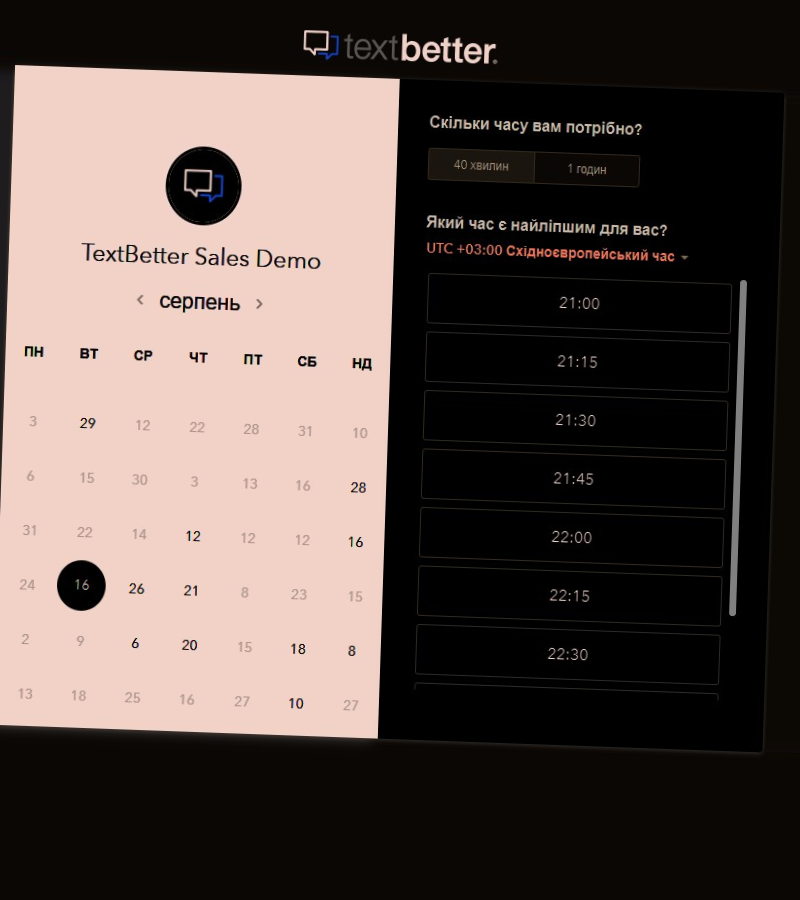 textbetter.
TextBetter Sales Demo
серпень
ПН ВТ СР ЧТ ПТ СБ НД
3 29 12 22 28 31 10
6 15 30 3 13 16 28
31 22 14 12 12 12 16
24 16 26 21 8 23 15
2 9 6 20 15 18 8
13 18 25 16 27 10 27
Скільки часу вам потрібно?
40 хвилин 1 годин
Який час є найліпшим для вас?
UTC +03:00 Східноєвропейський час
21:00
21:15
21:30
21:45
22:00
22:15
22:30